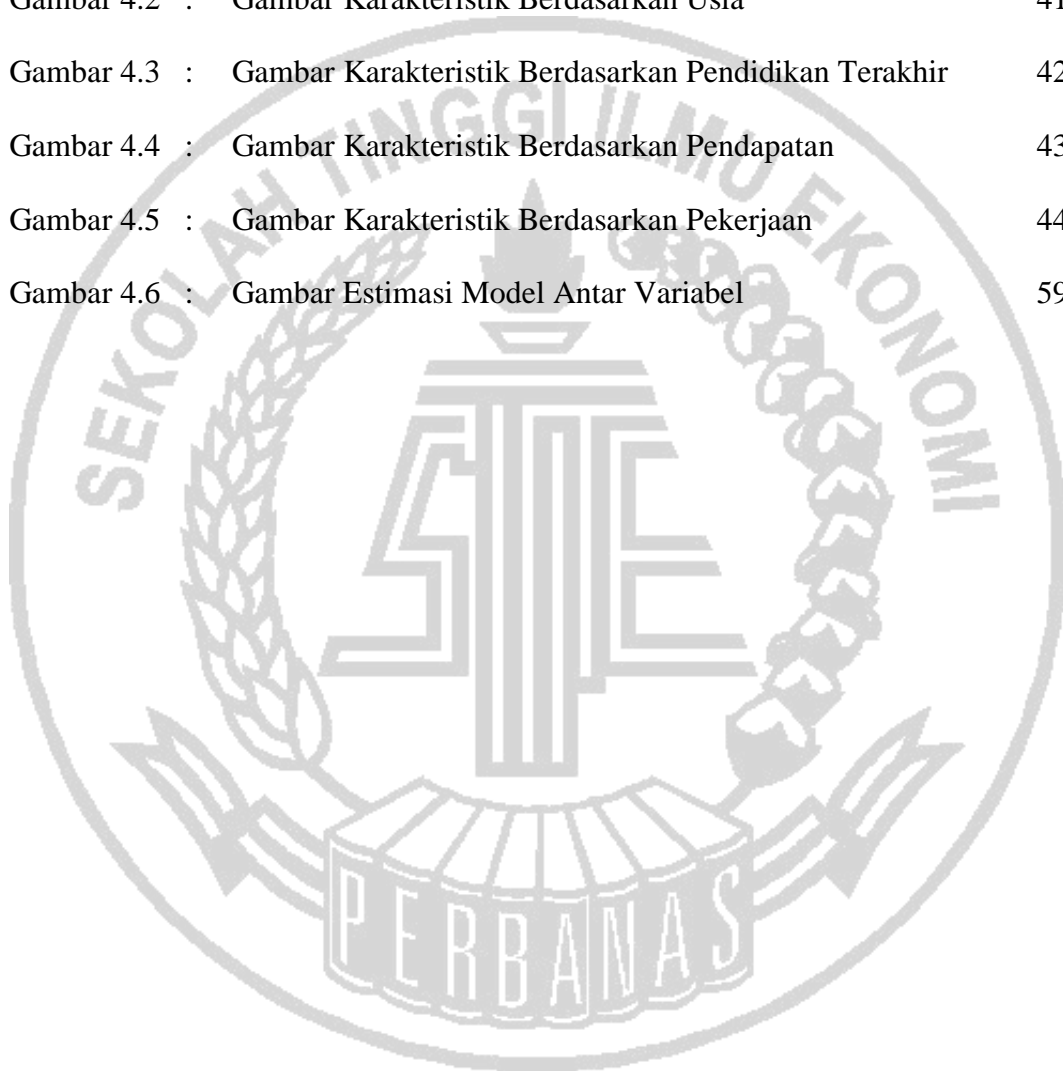 Gambar 4.2 : Gambar Karakteristik Berdasarkan Usia 41
Gambar 4.3 : Gambar Karakteristik Berdasarkan Pendidikan Terakhir 42
Gambar 4.4 : Gambar Karakteristik Berdasarkan Pendapatan 43
Gambar 4.5 : Gambar Karakteristik Berdasarkan Pekerjaan 44
Gambar 4.6 : Gambar Estimasi Model Antar Variabel 59
SEKOLAH TINGGI ILMU EKONOMI
STIE
PERBANAS